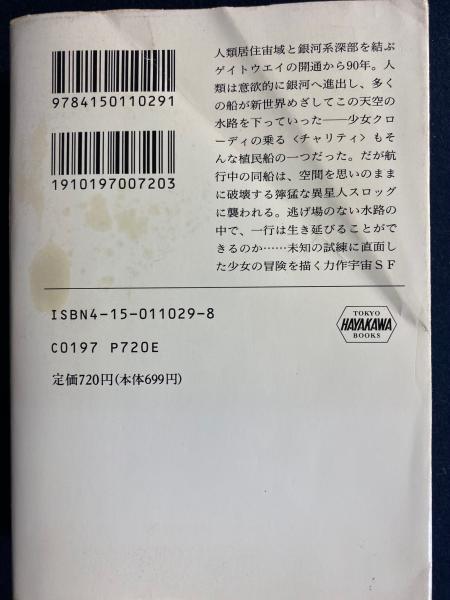 人類居住宙域と銀河系深部を結ぶ
ゲイトウエイの開通から90年。人
類は意欲的に銀河へ進出し、多く
の船が新世界めざしてこの天空の
水路を下っていった──少女クロ
ーディの乗る〈チャリティ〉もそ
んな植民船の一つだった。だが航
行中の同船は、空間を思いのまま
に破壊する獰猛な異星人スロッグ
に襲われる。逃げ場のない水路の
中で、一行は生き延びることがで
きるのか……未知の試練に直面し
た少女の冒険を描く力作宇宙ＳＦ
9784150110291
1910197007203
ISBN4-15-011029-8
C0197 P720E
定価720円(本体699円)
TOKYO
HAYAKAWA
BOOKS